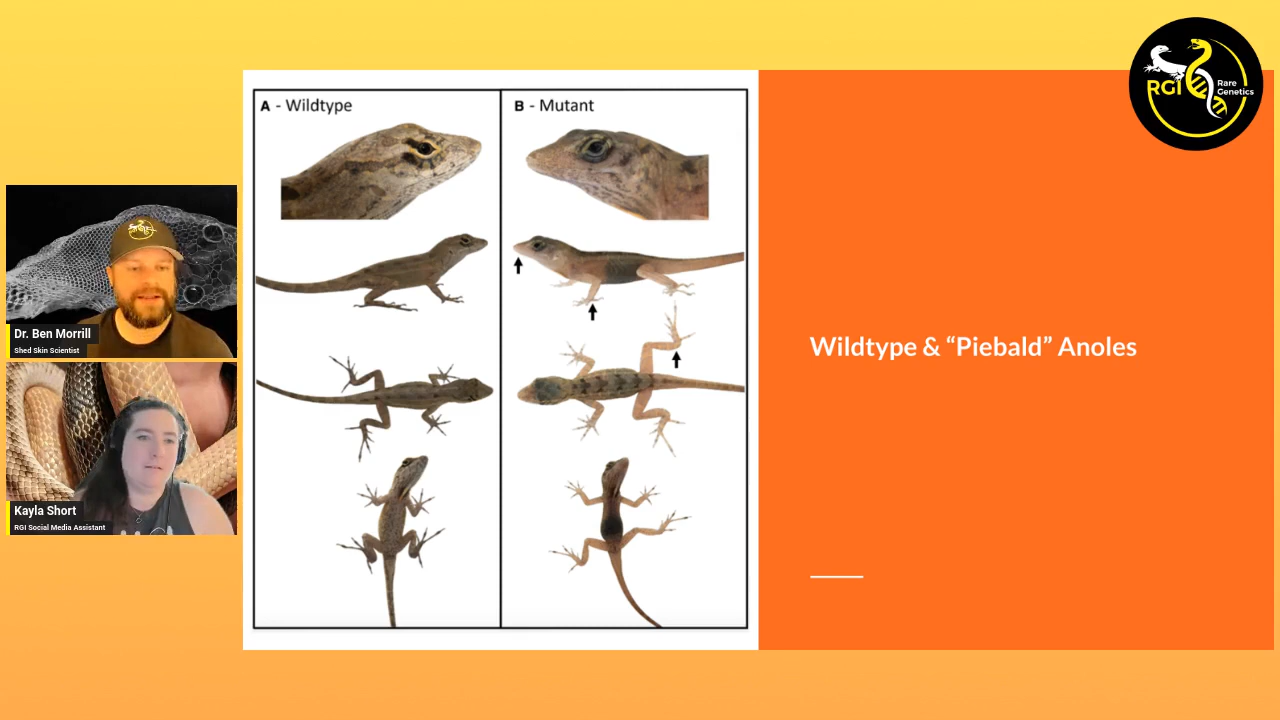 RGI Rare
Genetics
A - Wildtype
B - Mutant
Wildtype & “Piebald” Anoles
Dr. Ben Morrill
Shed Skin Scientist
Kayla Short
RGI Social Media Assistant